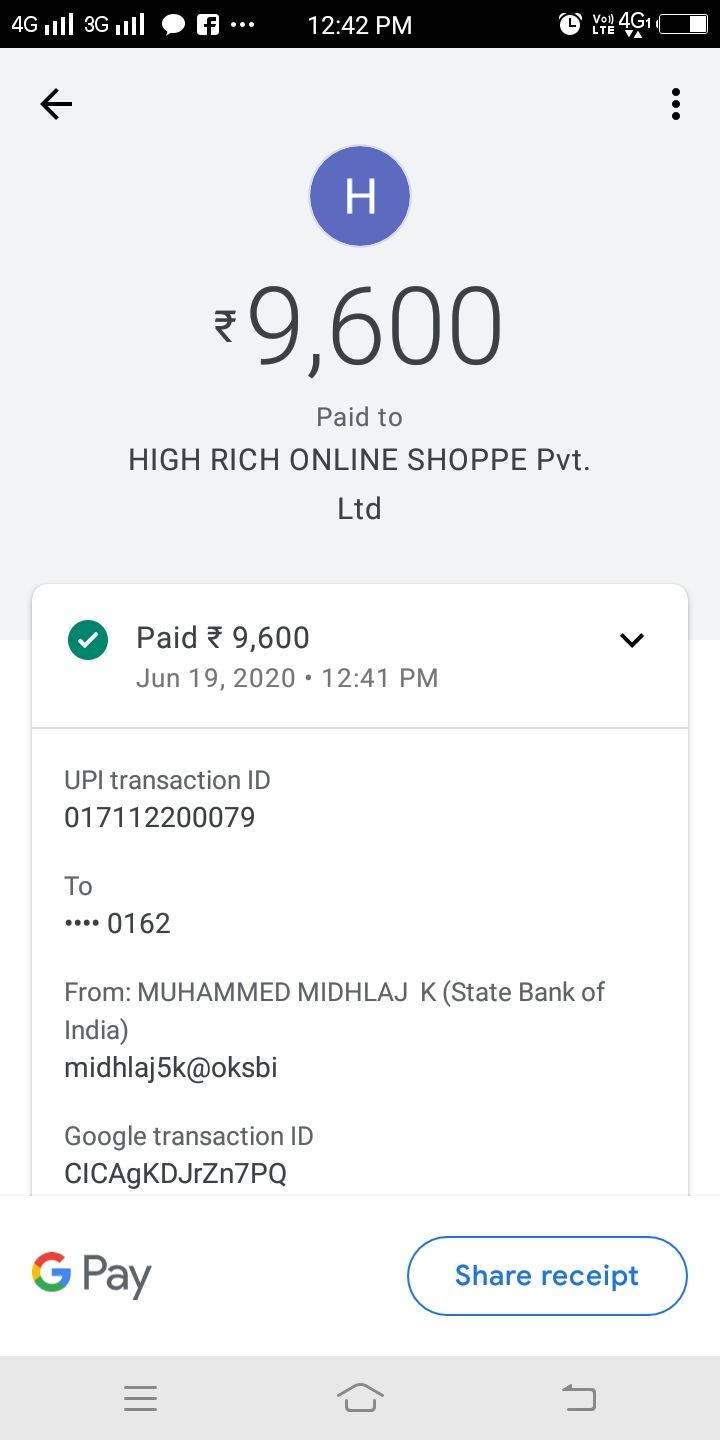 4G 3G 12:42 PM Vo)) LTE 4G1
H
₹9,600
Paid to
HIGH RICH ONLINE SHOPPE Pvt.
Ltd
Paid ₹ 9,600
Jun 19, 2020 • 12:41 PM
UPI transaction ID
017112200079
To
•••• 0162
From: MUHAMMED MIDHLAJ K (State Bank of
India)
midhlaj5k@oksbi
Google transaction ID
CICAgKDJrZn7PQ
G Pay
Share receipt